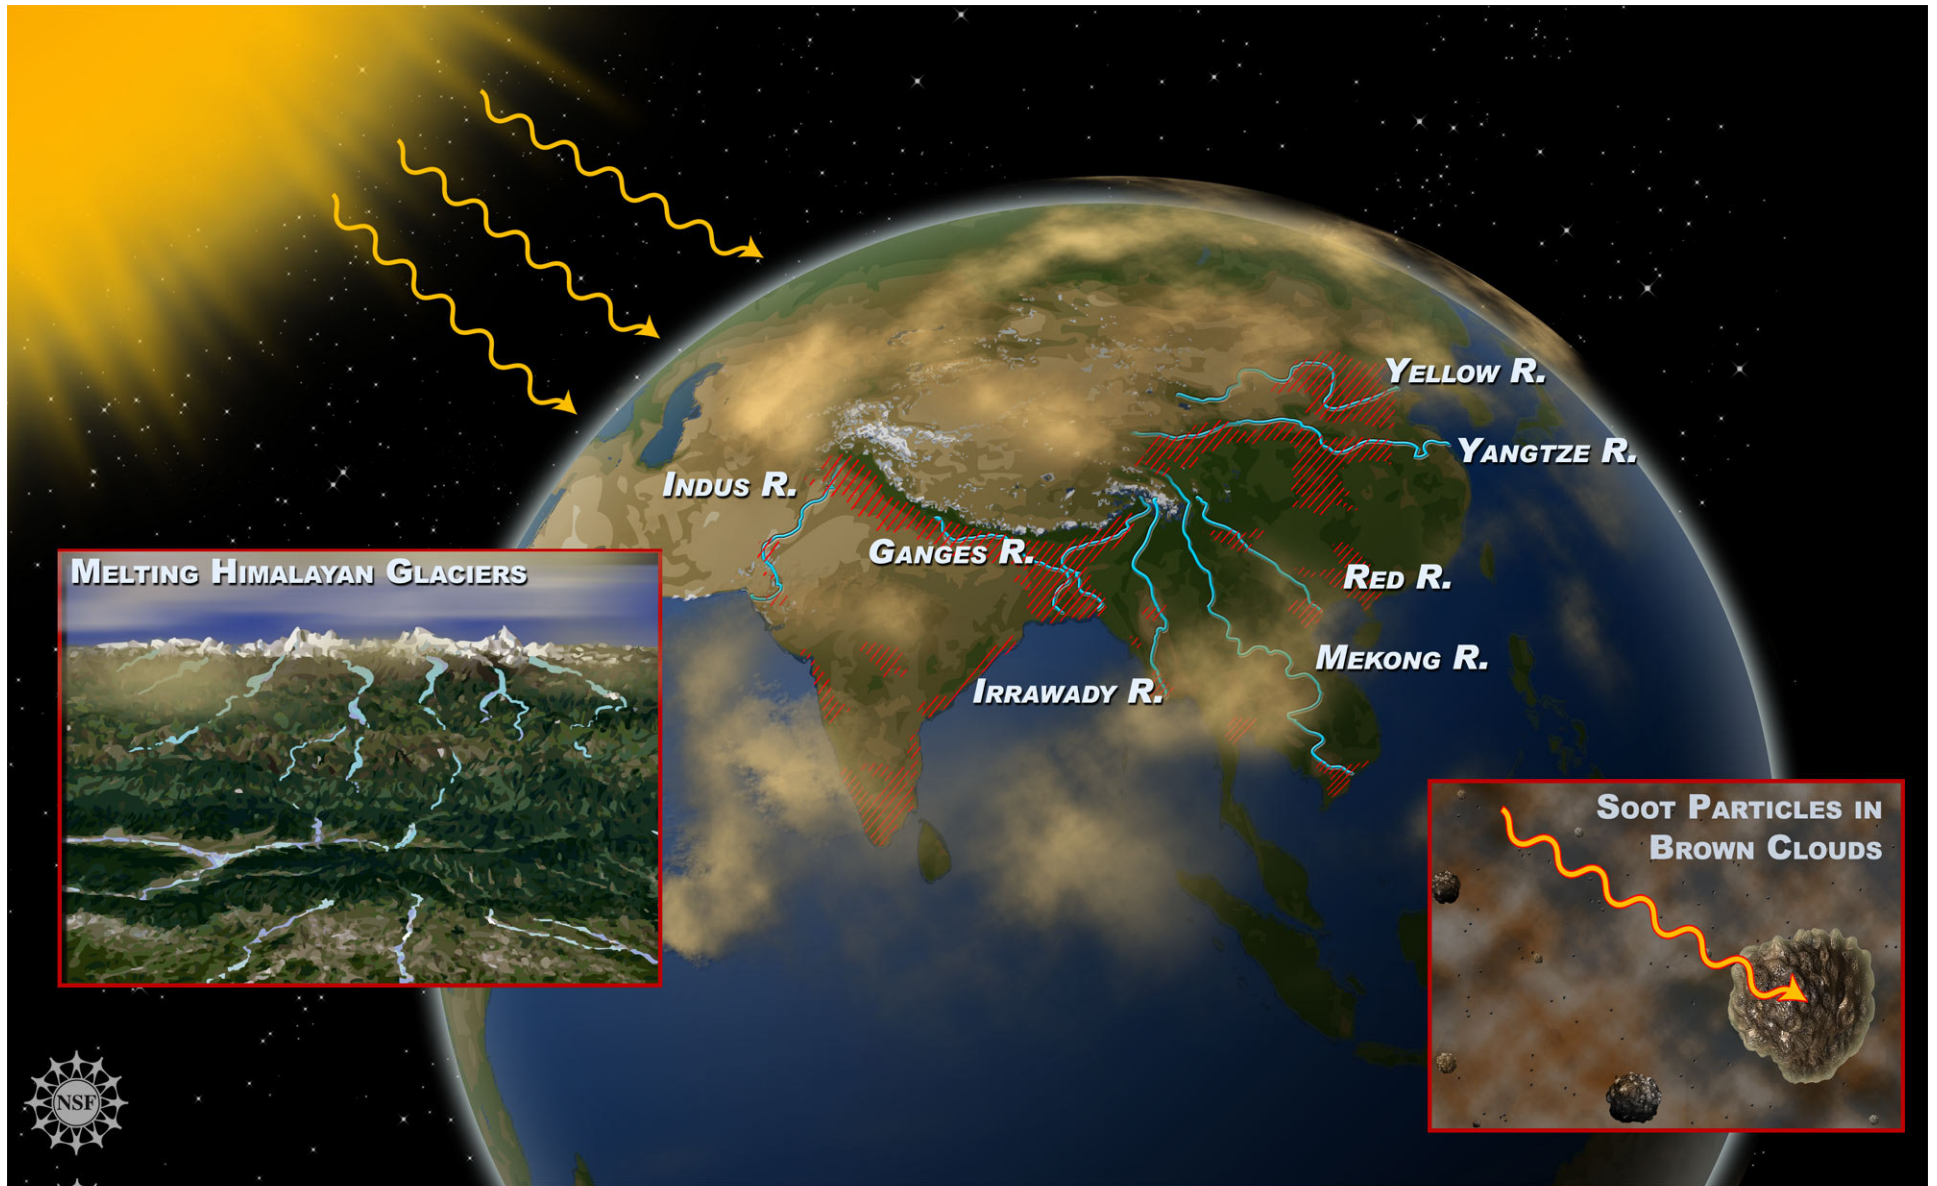 YELLOW R.
YANGTZE R.
INDUS R.
GANGES R.
RED R.
MEKONG R.
IRRAWADY R.
MELTING HIMALAYAN GLACIERS
SOOT PARTICLES IN
BROWN CLOUDS
NSF